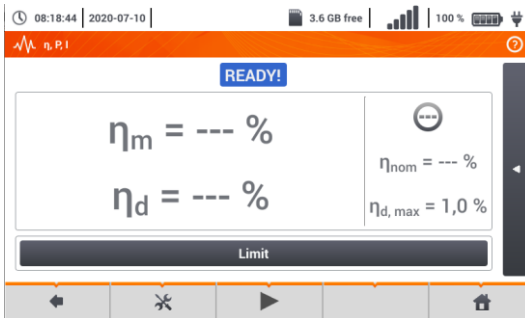 08:18:44 2020-07-10 3.6 GB free 100 %
η, P, I
READY!
ηm = --- %
ηd = --- %
---
ηnom = --- %
ηd, max = 1,0 %
Limit